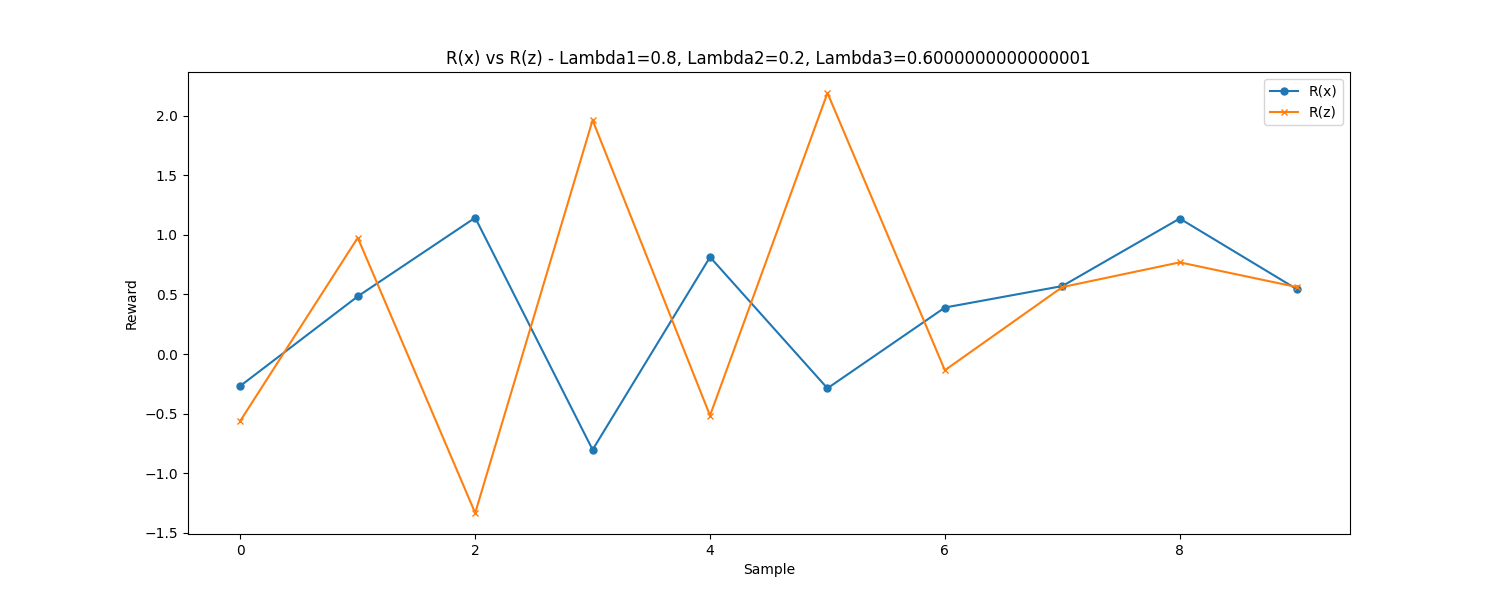 R(x) vs R(z) - Lambda1=0.8, Lambda2=0.2, Lambda3=0.6000000000000001
R(x)
R(z)
2.0
1.5
1.0
0.5
0.0
−0.5
−1.0
−1.5
Reward
0 2 4 6 8
Sample